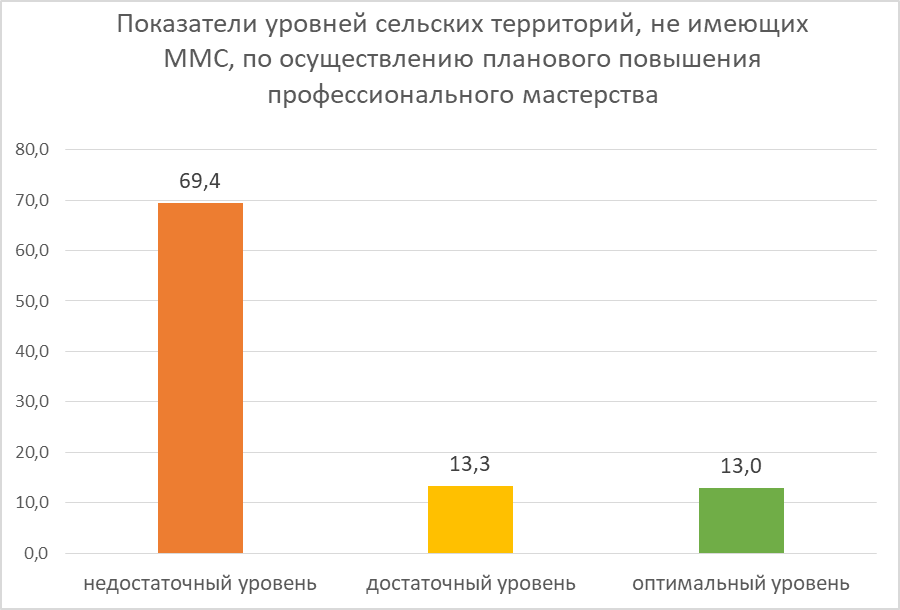 Показатели уровней сельских территорий, не имеющих
ММС, по осуществлению планового повышения
профессионального мастерства
80,0
70,0
60,0
50,0
40,0
30,0
20,0
10,0
0,0
69,4
13,3
13,0
недостаточный уровень
достаточный уровень
оптимальный уровень